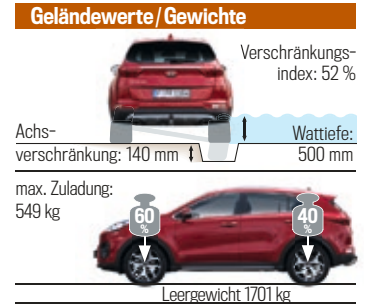 Geländewerte/Gewichte
Verschränkungs-
index: 52 %
Achs-
verschränkung: 140 mm
Wattiefe:
500 mm
max. Zuladung:
549 kg
60
%
40
%
Leergewicht 1701 kg